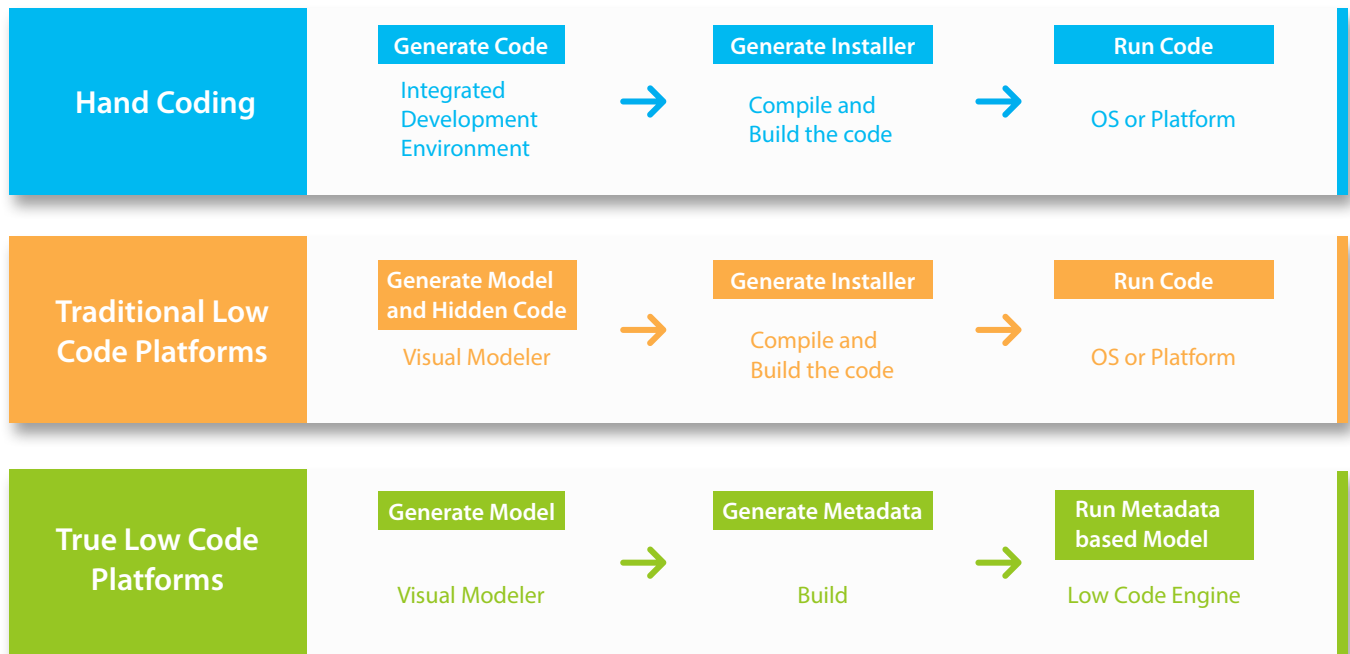 Hand Coding
Generate Code
Integrated
Development
Environment
Generate Installer
Compile and
Build the code
Run Code
OS or Platform
Traditional Low
Code Platforms
Generate Model
and Hidden Code
Visual Modeler
Generate Installer
Compile and
Build the code
Run Code
OS or Platform
True Low Code
Platforms
Generate Model
Visual Modeler
Generate Metadata
Build
Run Metadata
based Model
Low Code Engine